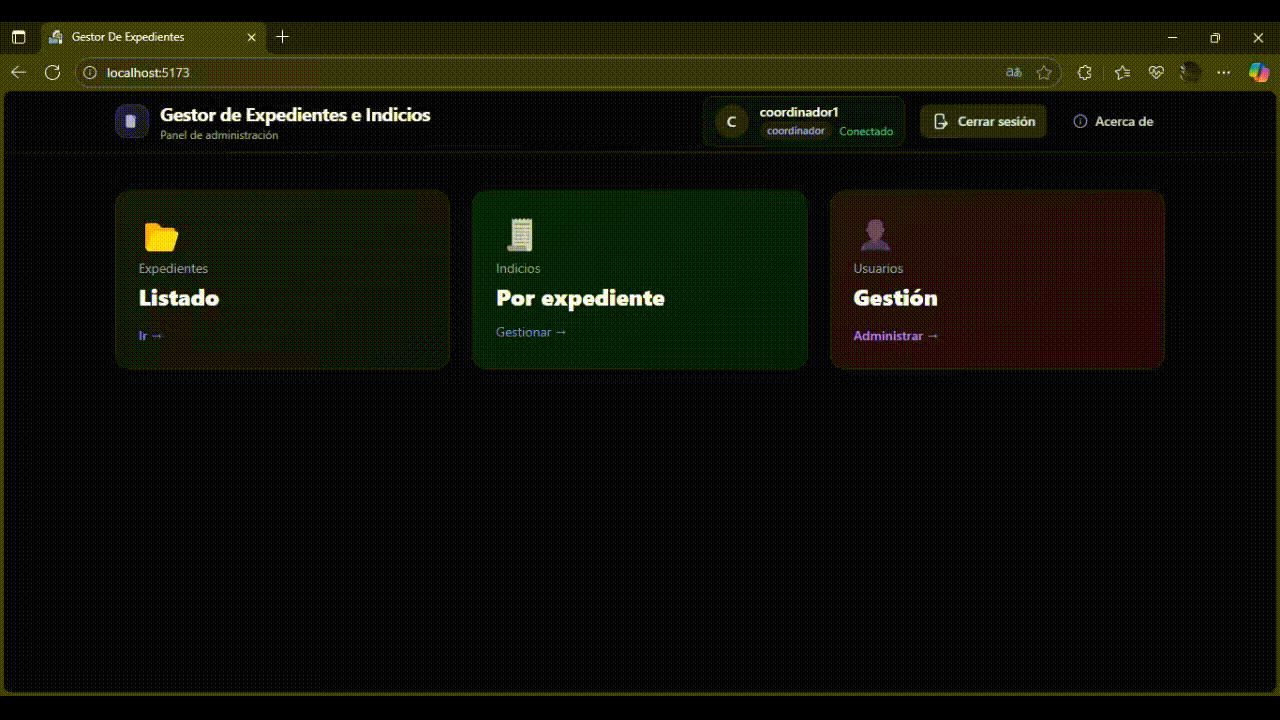 Gestor De Expedientes
localhost:5173
Gestor de Expedientes e Indicios
Panel de administración
C
coordinador1
coordinador Conectado
Cerrar sesión
Acerca de
Expedientes
Listado
Ir →
Indicios
Por expediente
Gestionar →
Usuarios
Gestión
Administrar →